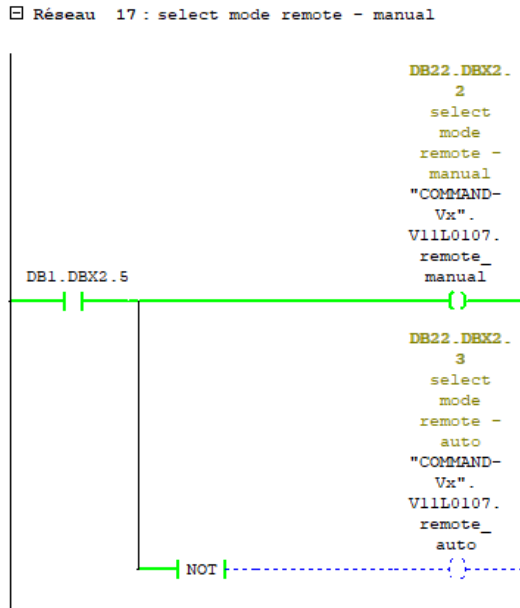 Réseau 17 : select mode remote - manual
DB22.DBX2.
2
select
mode
remote -
manual
"COMMAND-
Vx".
V11L0107.
remote_
manual
DB1.DBX2.5
DB22.DBX2.
3
select
mode
remote -
auto
"COMMAND-
Vx".
V11L0107.
remote_
auto
NOT